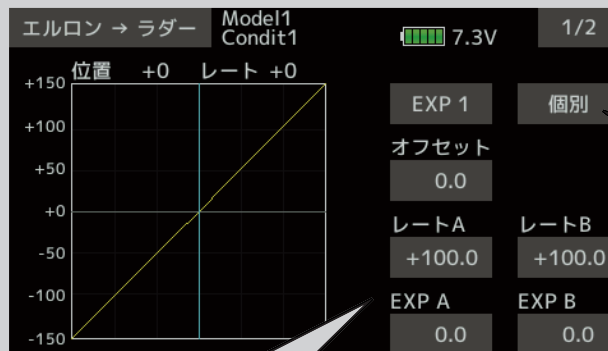 エルロン → ラダー
Model1
Condit1
7.3V
1/2
位置 +0 レート +0
+150
+100
+50
+0
-50
-100
-150
EXP 1
個別
オフセット
0.0
レートA
レートB
+100.0
+100.0
EXP A
EXP B
0.0
0.0